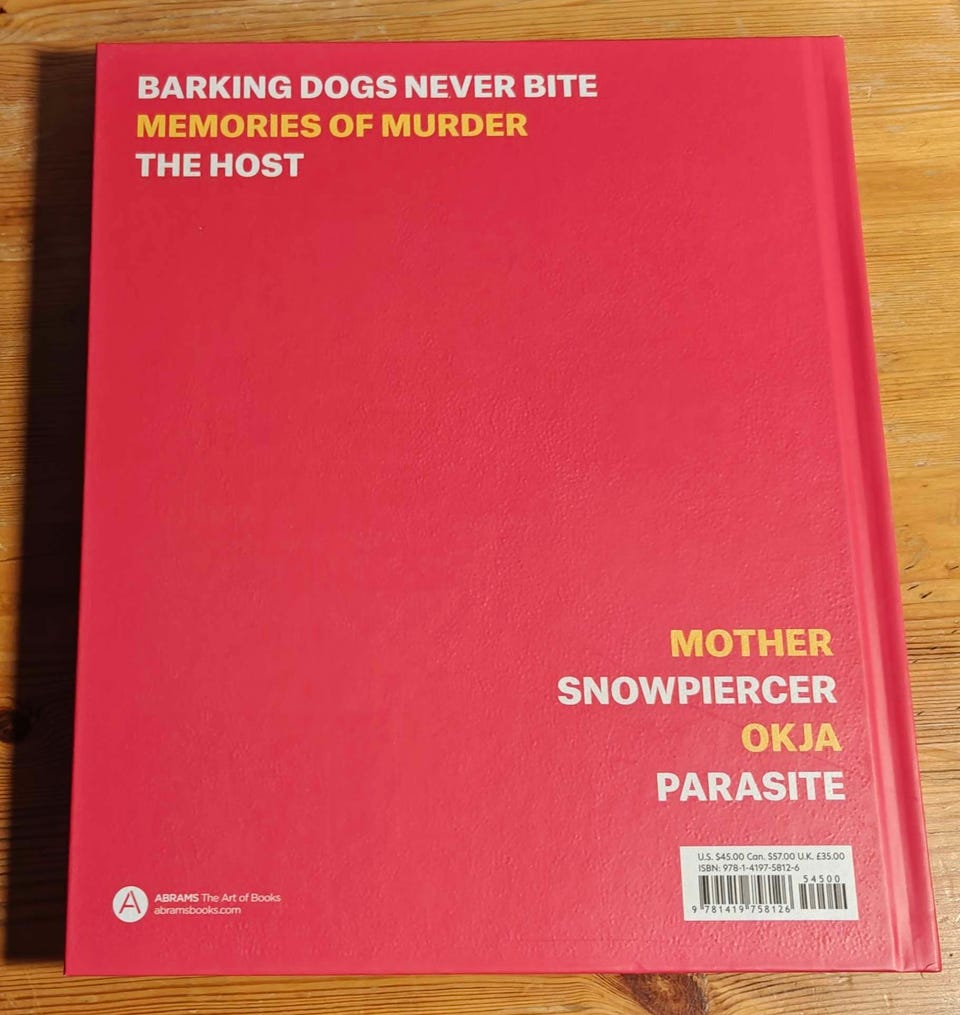 BARKING DOGS NEVER BITE
MEMORIES OF MURDER
THE HOST
MOTHER
SNOWPIERCER
OKJA
PARASITE
U.S. $45.00 Can. $57.00 U.K. £35.00
ISBN: 978-1-4197-5812-6
54500
9 781419 758126
A
ABRAMS The Art of Books
abramsbooks.com